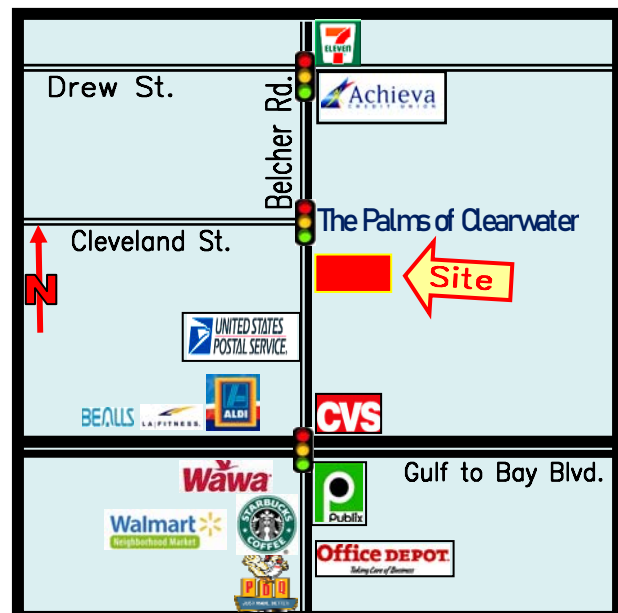 7
ELEVEN
Drew St.
Belcher Rd.
Achieva
CREDIT UNION
The Palms of Clearwater
Cleveland St.
Site
N
UNITED STATES
POSTAL SERVICE.
BEALLS
LA|FITNESS.
ALDI
CVS
Gulf to Bay Blvd.
Wawa
P
Publix
Walmart
Neighborhood Market
STARBUCKS
COFFEE
Office DEPOT.
Taking Care of Business
PDQ